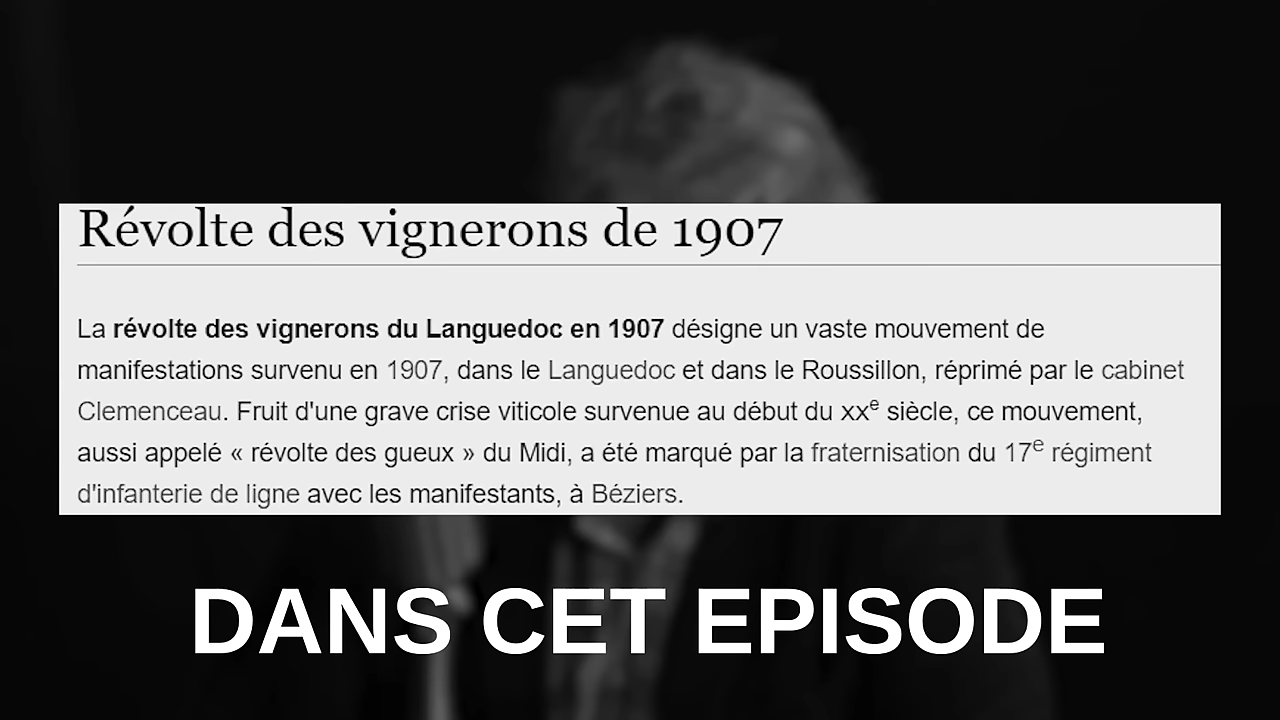 Révolte des vignerons de 1907
La révolte des vignerons du Languedoc en 1907 désigne un vaste mouvement de
manifestations survenu en 1907, dans le Languedoc et dans le Roussillon, réprimé par le cabinet
Clemenceau. Fruit d'une grave crise viticole survenue au début du xxe siècle, ce mouvement,
aussi appelé « révolte des gueux » du Midi, a été marqué par la fraternisation du 17e régiment
d'infanterie de ligne avec les manifestants, à Béziers.
DANS CET EPISODE